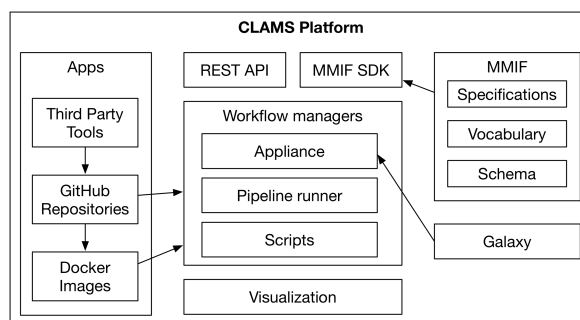 CLAMS Platform
Apps
Third Party
Tools
GitHub
Repositories
Docker
Images
REST API
MMIF SDK
Workflow managers
Appliance
Pipeline runner
Scripts
Visualization
MMIF
Specifications
Vocabulary
Schema
Galaxy